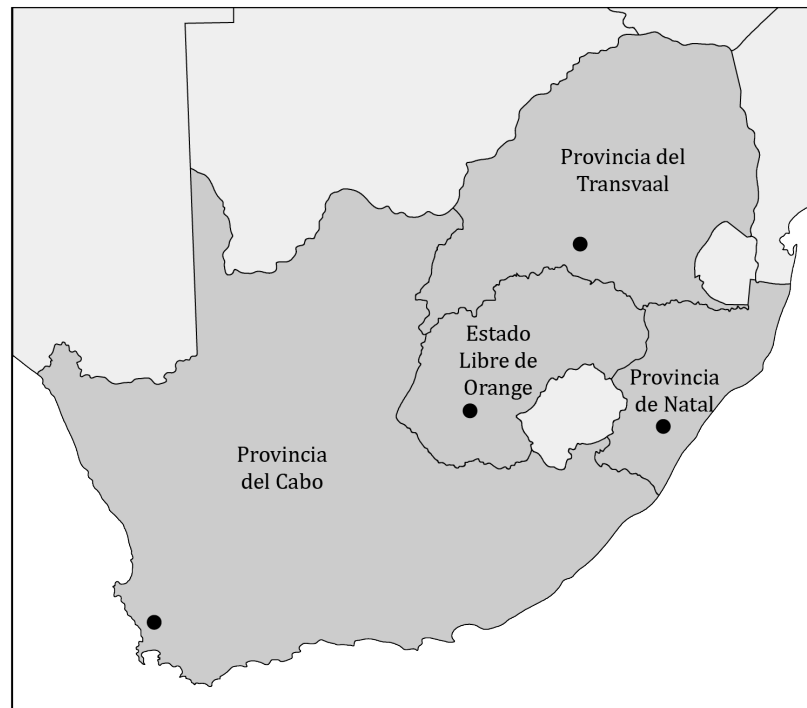 Provincia del
Transvaal
Estado
Libre de
Orange
Provincia
de Natal
Provincia
del Cabo